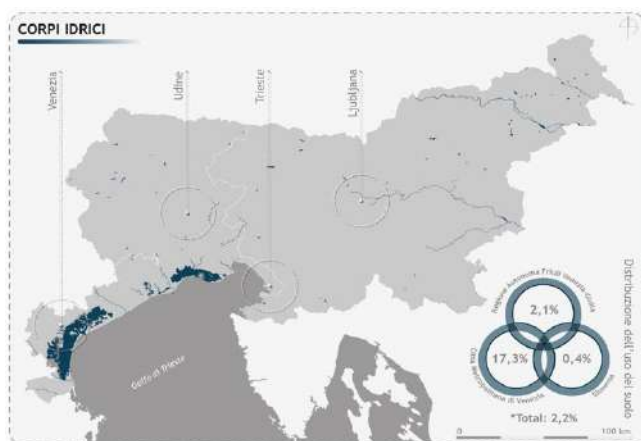 CORPI IDRICI
Venezia
Udine
Trieste
Ljubljana
Golfo di Trieste
Distribuzione dell'uso del suolo
Regione Autonoma Friuli Venezia Giulia
2,1%
17,3%
0,4%
Città metropolitana di Venezia
Slovenia
*Total: 2,2%
0
100 km